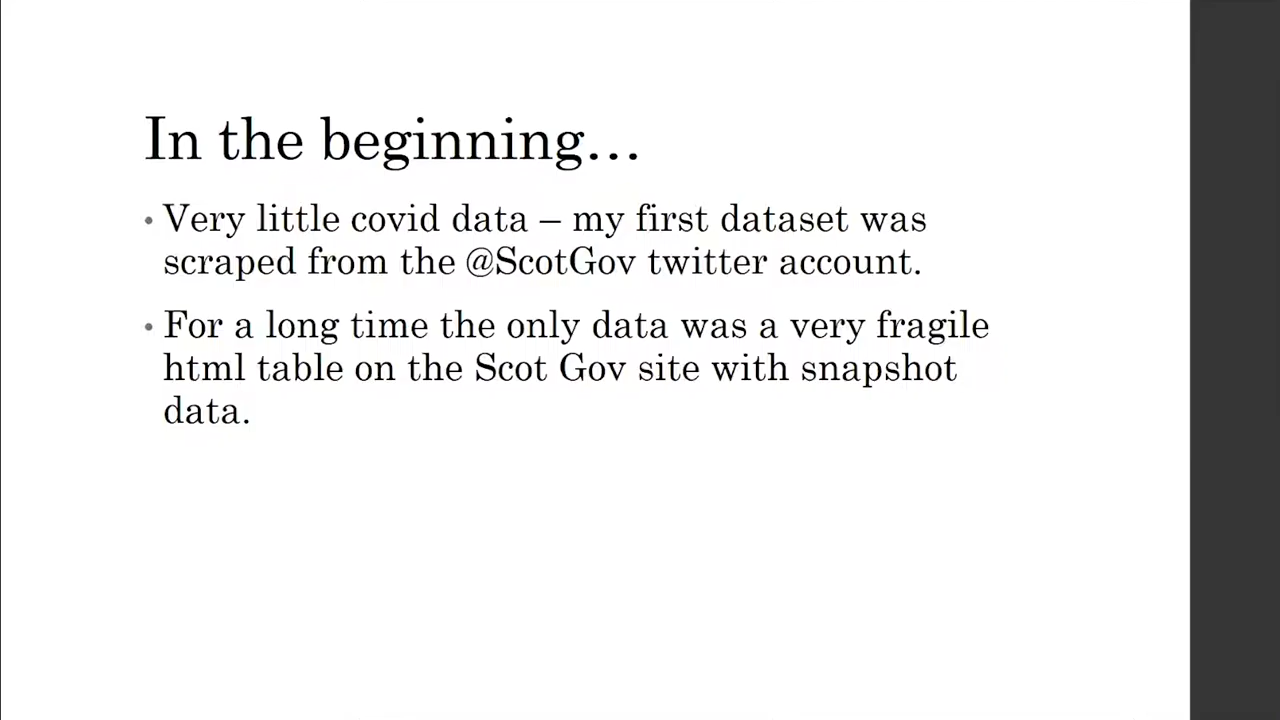 In the beginning…
• Very little covid data – my first dataset was
scraped from the @ScotGov twitter account.
• For a long time the only data was a very fragile
html table on the Scot Gov site with snapshot
data.